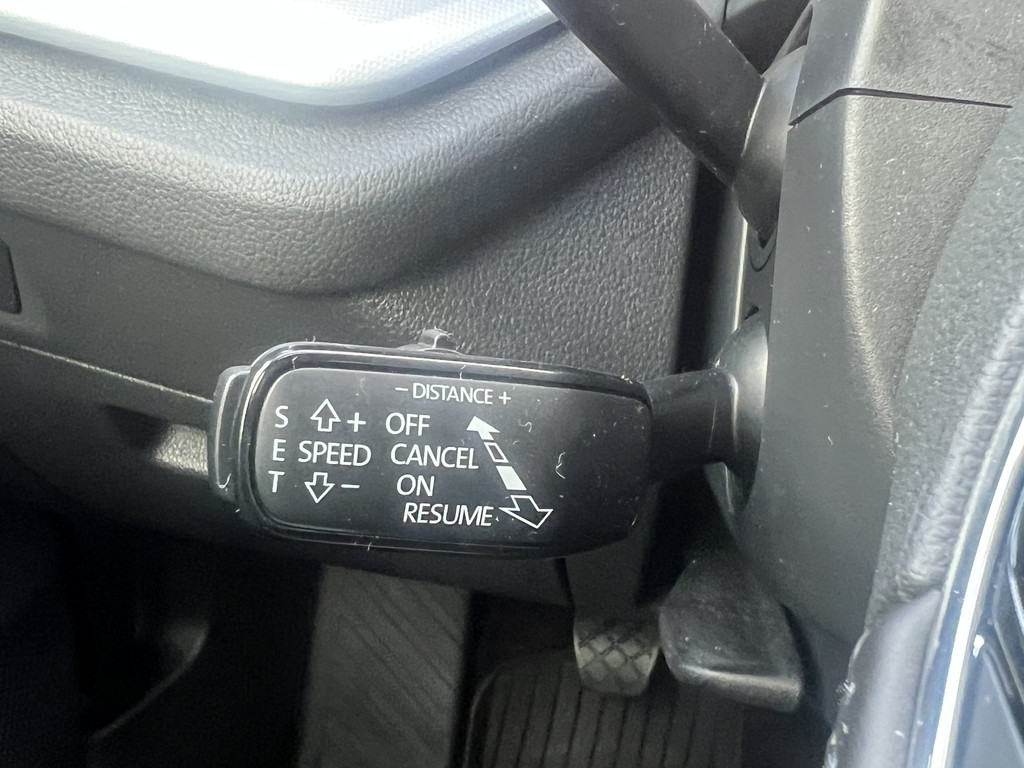 – DISTANCE +
S + OFF
E SPEED CANCEL
T – ON
RESUME